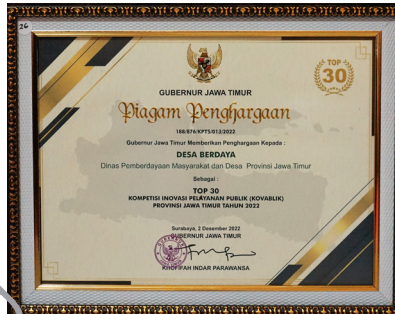 26
TOP
30
GUBERNUR JAWA TIMUR
Piagam Penghargaan
188/876/KPTS/013/2022
Gubernur Jawa Timur Memberikan Penghargaan Kepada :
DESA BERDAYA
Dinas Pemberdayaan Masyarakat dan Desa Provinsi Jawa Timur
Sebagai :
TOP 30
KOMPETISI INOVASI PELAYANAN PUBLIK (KOVABLIK)
PROVINSI JAWA TIMUR TAHUN 2022
Surabaya, 2 Desember 2022
GUBERNUR JAWA TIMUR
KHOFIFAH INDAR PARAWANSA